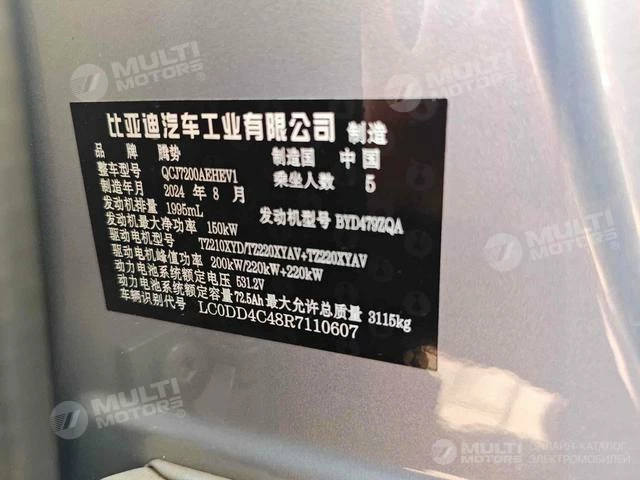 比亚迪汽车工业有限公司 制造
品 牌 腾势 制造国 中 国
整车型号 QCJ7200AEHEV1 乘坐人数 5
制造年月 2024 年 8 月
发动机排量 1995mL 发动机型号 BYD479ZQA
发动机最大净功率 150kW
驱动电机型号 TZ210XYD/TZ220XYAV+TZ220XYAV
驱动电机峰值功率 200kW/220kW+220kW
动力电池系统额定电压 531.2V
动力电池系统额定容量 72.5Ah 最大允许总质量 3115kg
车辆识别代号 LC0DD4C48R7110607
MULTI MOTORS®
MULTI MOTORS®
MULTI MOTORS®
MULTI MOTORS®
MULTI MOTORS
ОНЛАЙН-КАТАЛОГ
ЭЛЕКТРОМОБИЛЕЙ